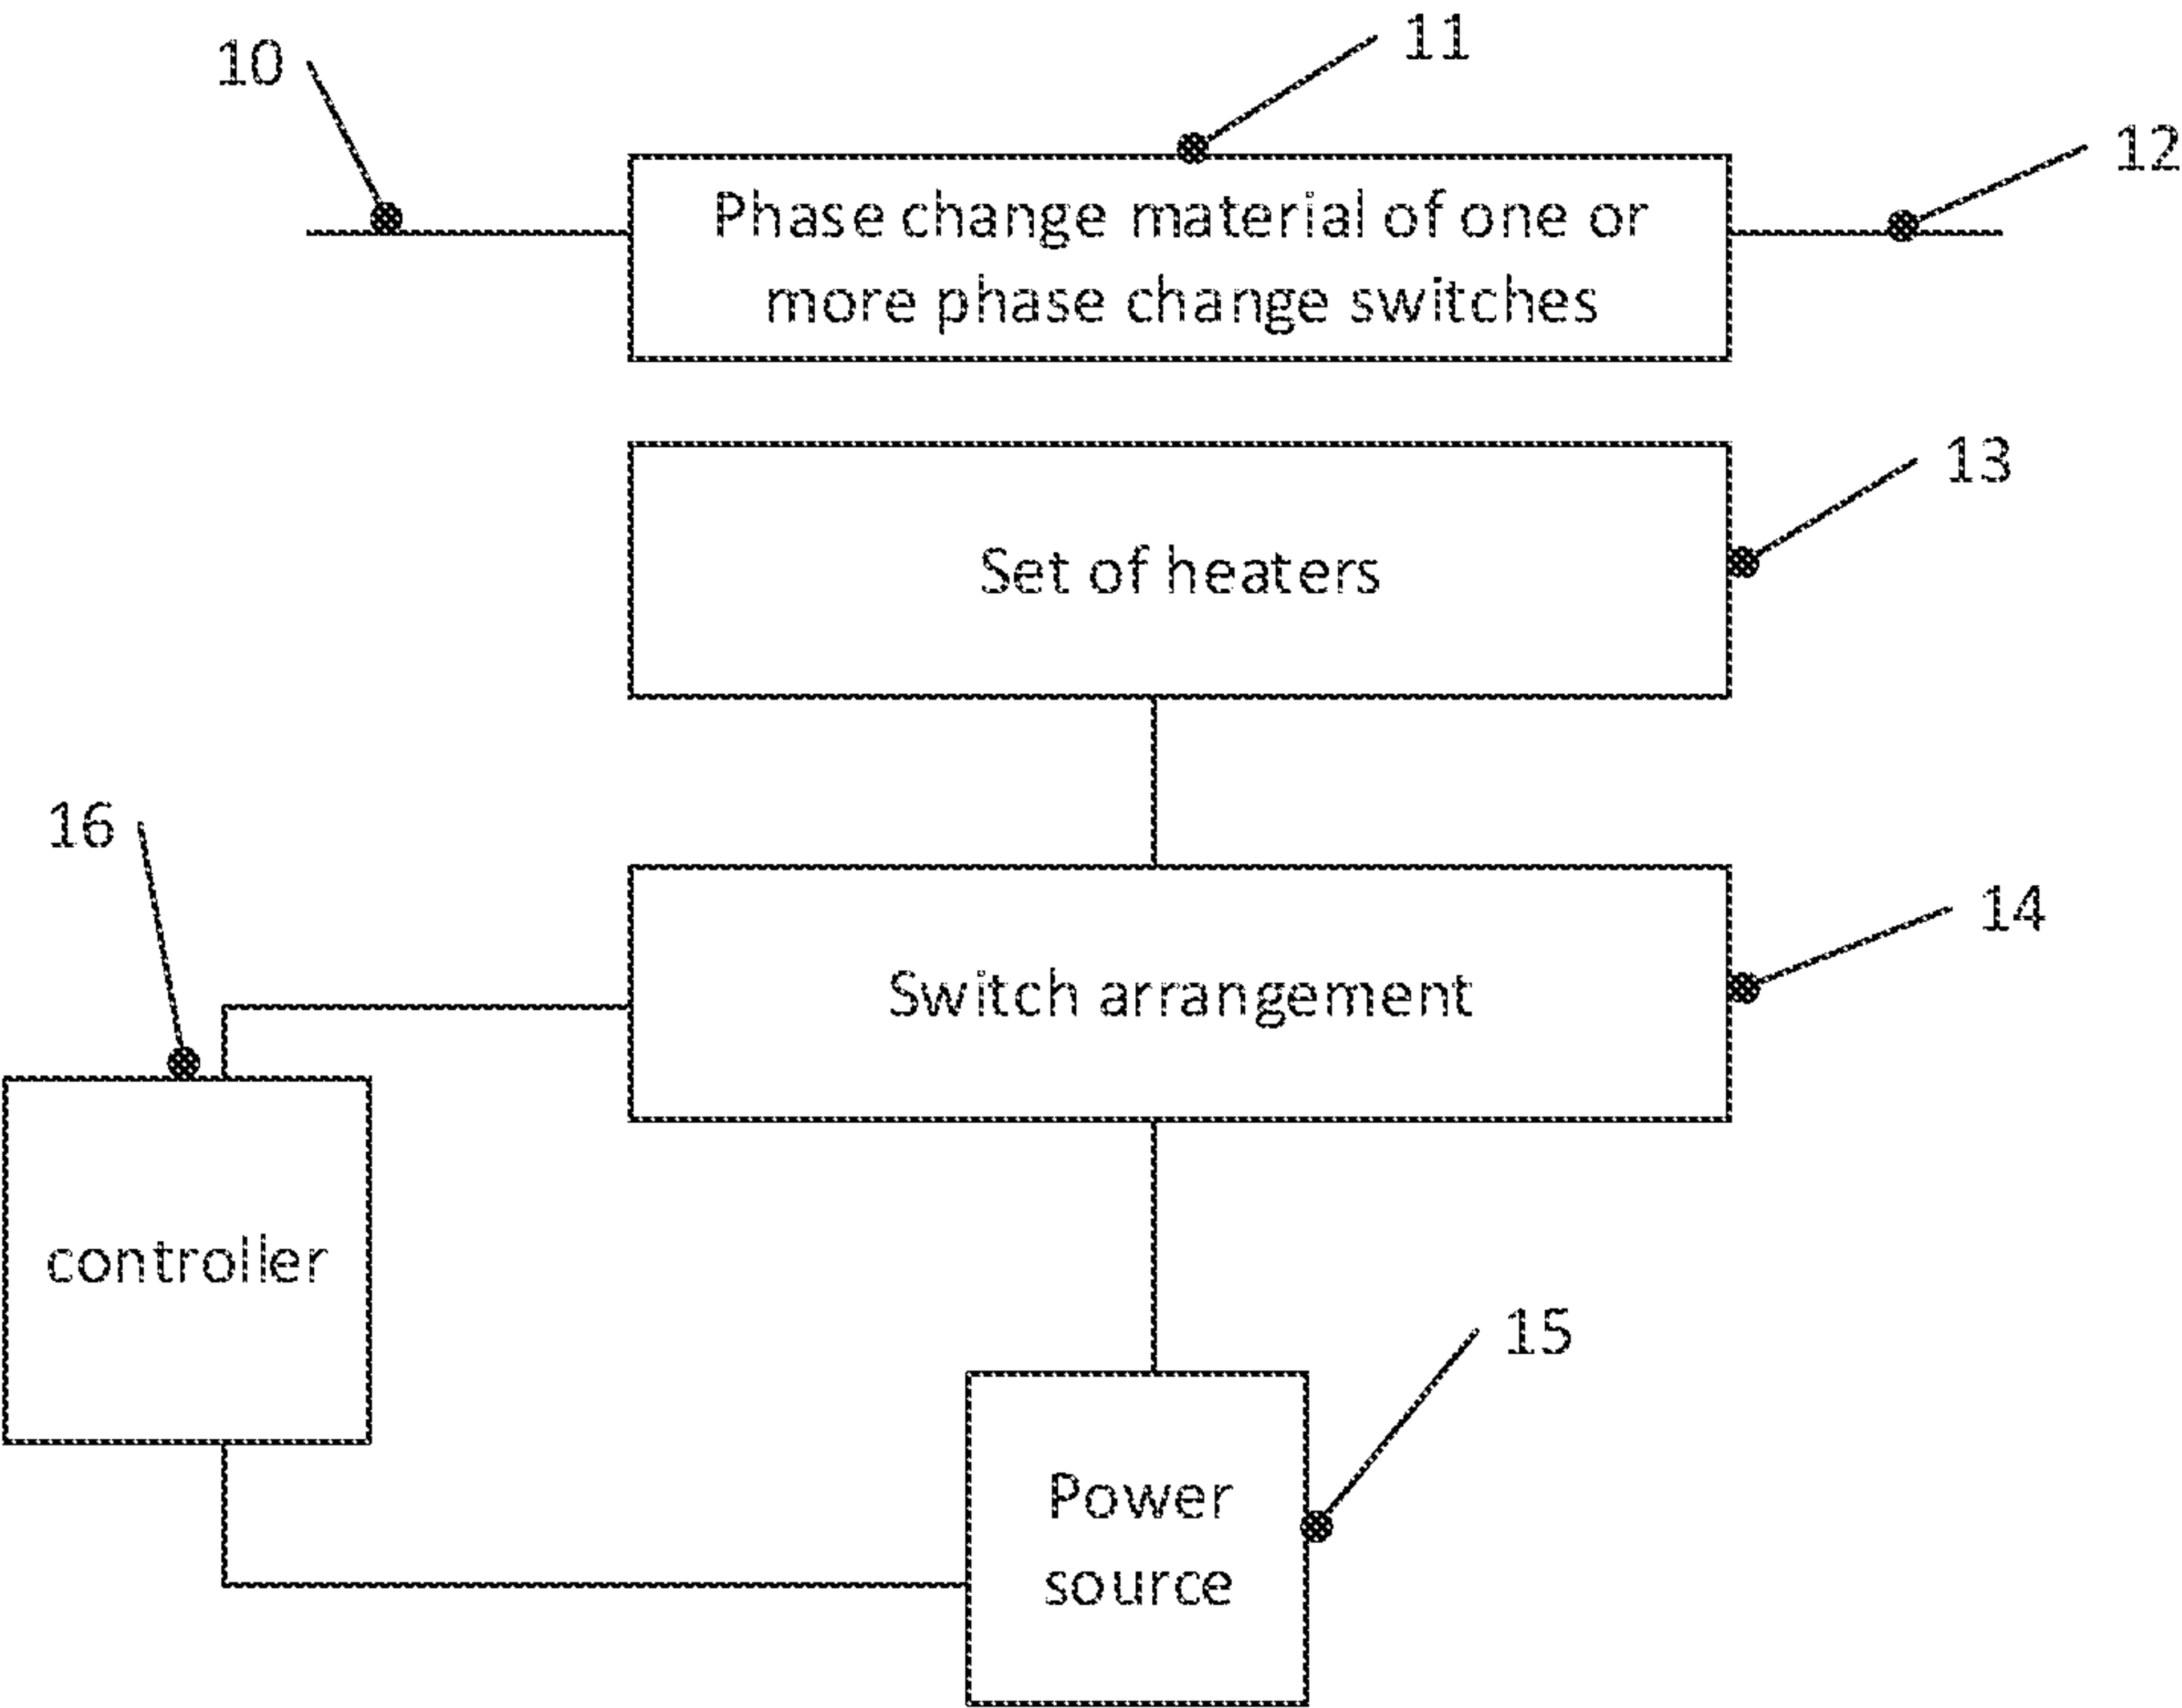 10
11
12
Phase change material of one or
more phase change switches
13
Set of heaters
16
14
Switch arrangement
controller
15
Power
source